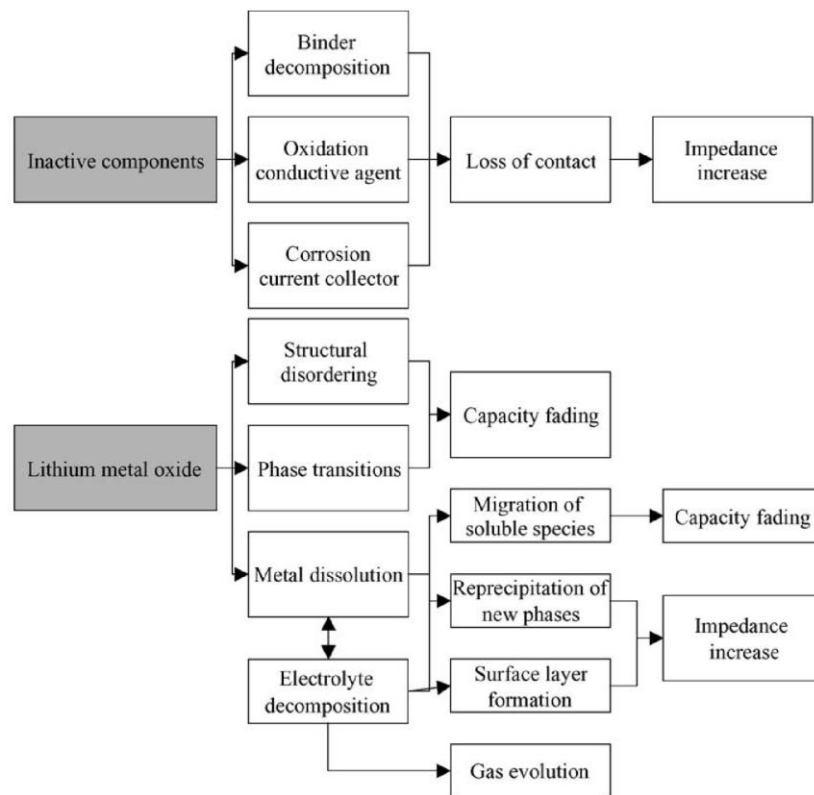 Binder
decomposition
Inactive components
Oxidation
conductive agent
Loss of contact
Impedance
increase
Corrosion
current collector
Structural
disordering
Capacity fading
Lithium metal oxide
Phase transitions
Migration of
soluble species
Capacity fading
Metal dissolution
Reprecipitation of
new phases
Impedance
increase
Electrolyte
decomposition
Surface layer
formation
Gas evolution